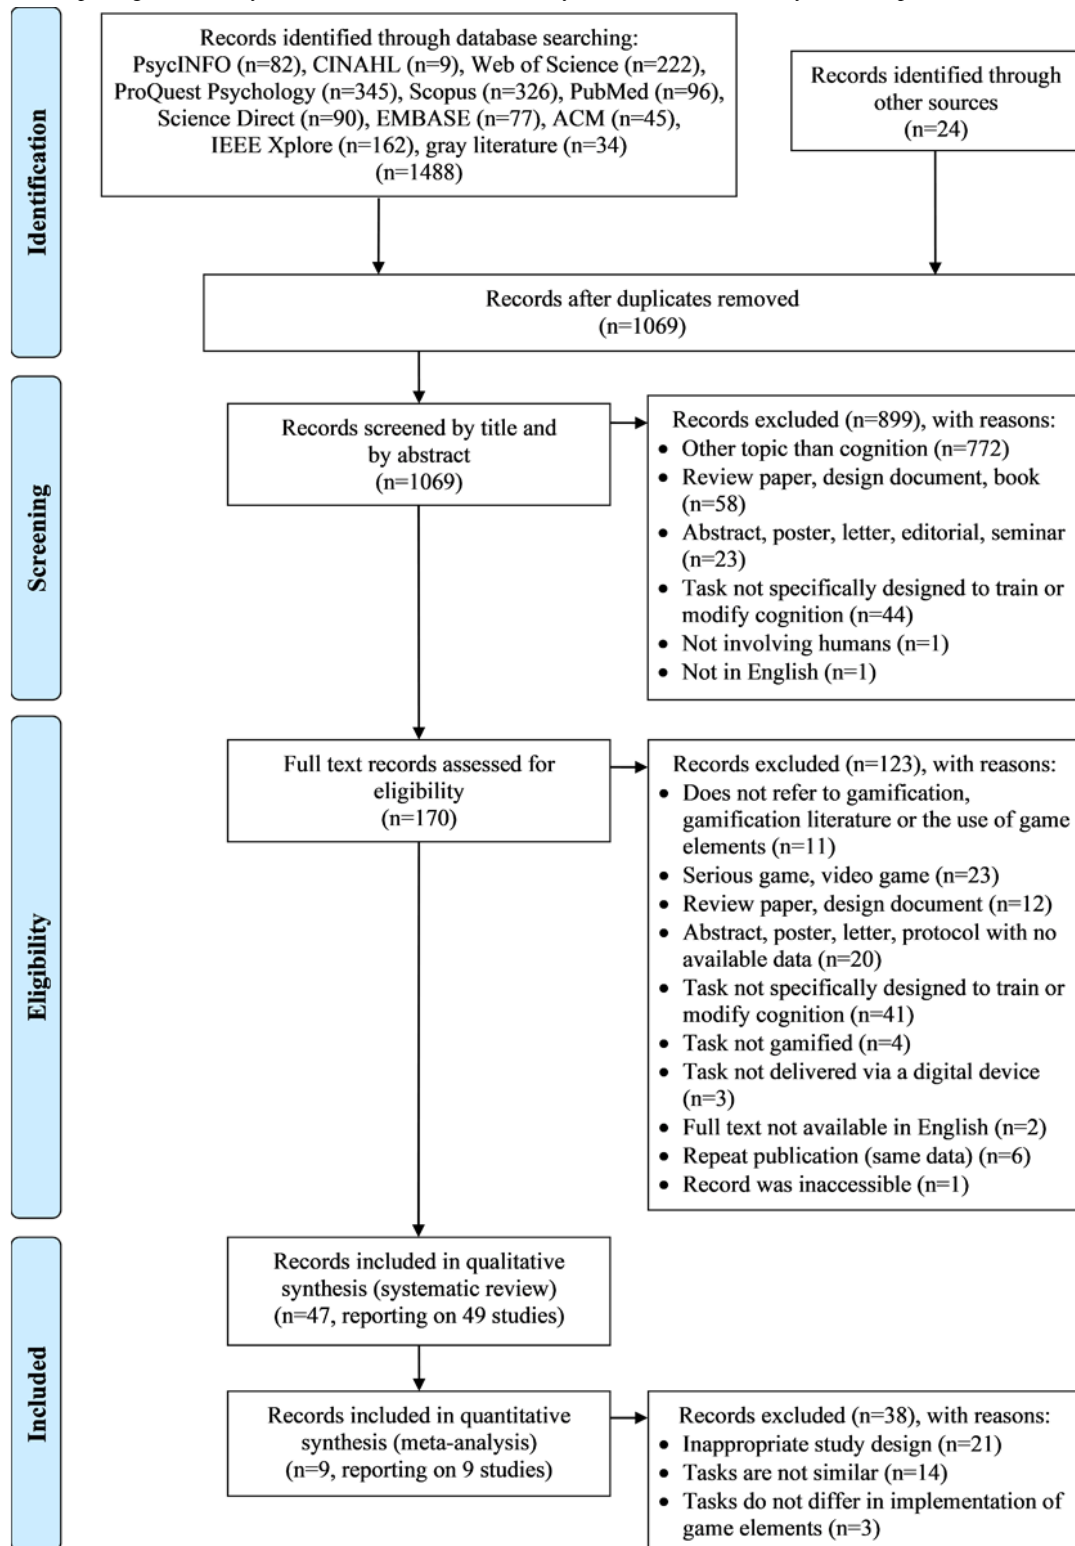 Identification
Records identified through database searching:
PsycINFO (n=82), CINAHL (n=9), Web of Science (n=222),
ProQuest Psychology (n=345), Scopus (n=326), PubMed (n=96),
Science Direct (n=90), EMBASE (n=77), ACM (n=45),
IEEE Xplore (n=162), gray literature (n=34)
(n=1488)
Records identified through
other sources
(n=24)
Records after duplicates removed
(n=1069)
Screening
Records screened by title and
by abstract
(n=1069)
Records excluded (n=899), with reasons:
• Other topic than cognition (n=772)
• Review paper, design document, book
(n=58)
• Abstract, poster, letter, editorial, seminar
(n=23)
• Task not specifically designed to train or
modify cognition (n=44)
• Not involving humans (n=1)
• Not in English (n=1)
Eligibility
Full text records assessed for
eligibility
(n=170)
Records excluded (n=123), with reasons:
• Does not refer to gamification,
gamification literature or the use of game
elements (n=11)
• Serious game, video game (n=23)
• Review paper, design document (n=12)
• Abstract, poster, letter, protocol with no
available data (n=20)
• Task not specifically designed to train or
modify cognition (n=41)
• Task not gamified (n=4)
• Task not delivered via a digital device
(n=3)
• Full text not available in English (n=2)
• Repeat publication (same data) (n=6)
• Record was inaccessible (n=1)
Included
Records included in qualitative
synthesis (systematic review)
(n=47, reporting on 49 studies)
Records included in quantitative
synthesis (meta-analysis)
(n=9, reporting on 9 studies)
Records excluded (n=38), with reasons:
• Inappropriate study design (n=21)
• Tasks are not similar (n=14)
• Tasks do not differ in implementation of
game elements (n=3)